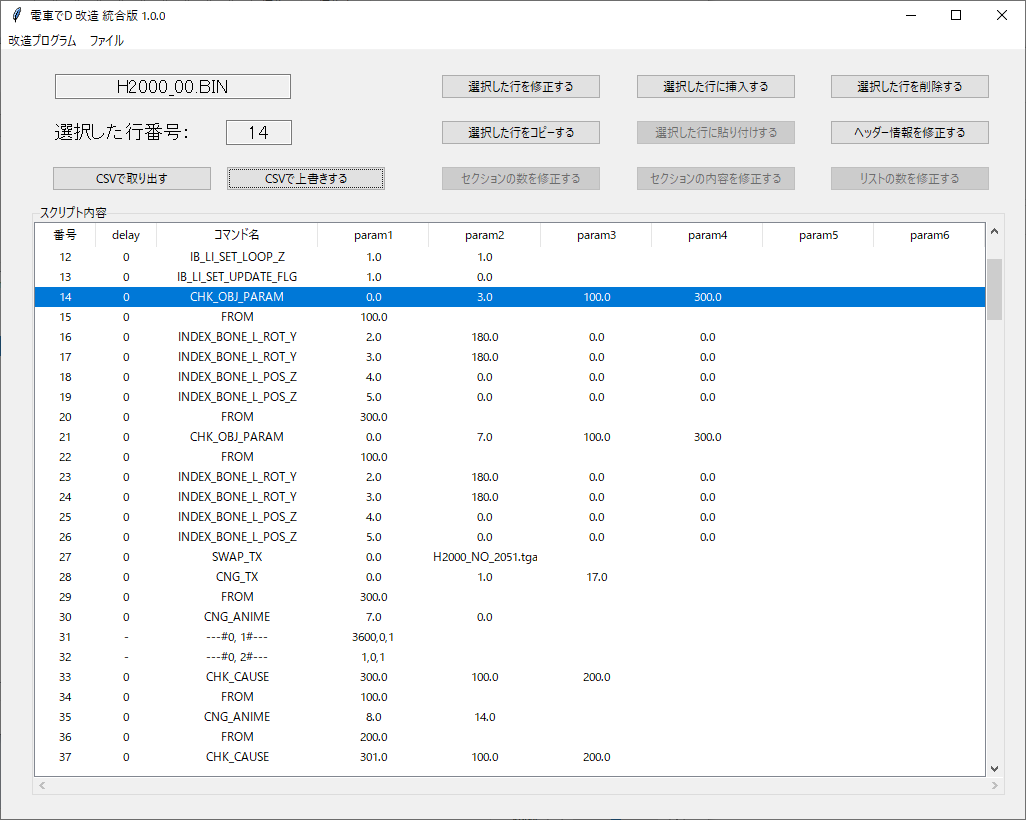 電車でD 改造 統合版 1.0.0
改造プログラム ファイル
H2000_00.BIN
選択した行を修正する 選択した行に挿入する 選択した行を削除する
選択した行番号: 14
選択した行をコピーする 選択した行に貼り付けする ヘッダー情報を修正する
CSVで取り出す CSVで上書きする セクションの数を修正する セクションの内容を修正する リストの数を修正する
スクリプト内容
番号 delay コマンド名 param1 param2 param3 param4 param5 param6
12 0 IB_LI_SET_LOOP_Z 1.0 1.0
13 0 IB_LI_SET_UPDATE_FLG 1.0 0.0
14 0 CHK_OBJ_PARAM 0.0 3.0 100.0 300.0
15 0 FROM 100.0
16 0 INDEX_BONE_L_ROT_Y 2.0 180.0 0.0 0.0
17 0 INDEX_BONE_L_ROT_Y 3.0 180.0 0.0 0.0
18 0 INDEX_BONE_L_POS_Z 4.0 0.0 0.0 0.0
19 0 INDEX_BONE_L_POS_Z 5.0 0.0 0.0 0.0
20 0 FROM 300.0
21 0 CHK_OBJ_PARAM 0.0 7.0 100.0 300.0
22 0 FROM 100.0
23 0 INDEX_BONE_L_ROT_Y 2.0 180.0 0.0 0.0
24 0 INDEX_BONE_L_ROT_Y 3.0 180.0 0.0 0.0
25 0 INDEX_BONE_L_POS_Z 4.0 0.0 0.0 0.0
26 0 INDEX_BONE_L_POS_Z 5.0 0.0 0.0 0.0
27 0 SWAP_TX 0.0 H2000_NO_2051.tga
28 0 CNG_TX 0.0 1.0 17.0
29 0 FROM 300.0
30 0 CNG_ANIME 7.0 0.0
31 - ---#0, 1#--- 3600,0,1
32 - ---#0, 2#--- 1,0,1
33 0 CHK_CAUSE 300.0 100.0 200.0
34 0 FROM 100.0
35 0 CNG_ANIME 8.0 14.0
36 0 FROM 200.0
37 0 CHK_CAUSE 301.0 100.0 200.0